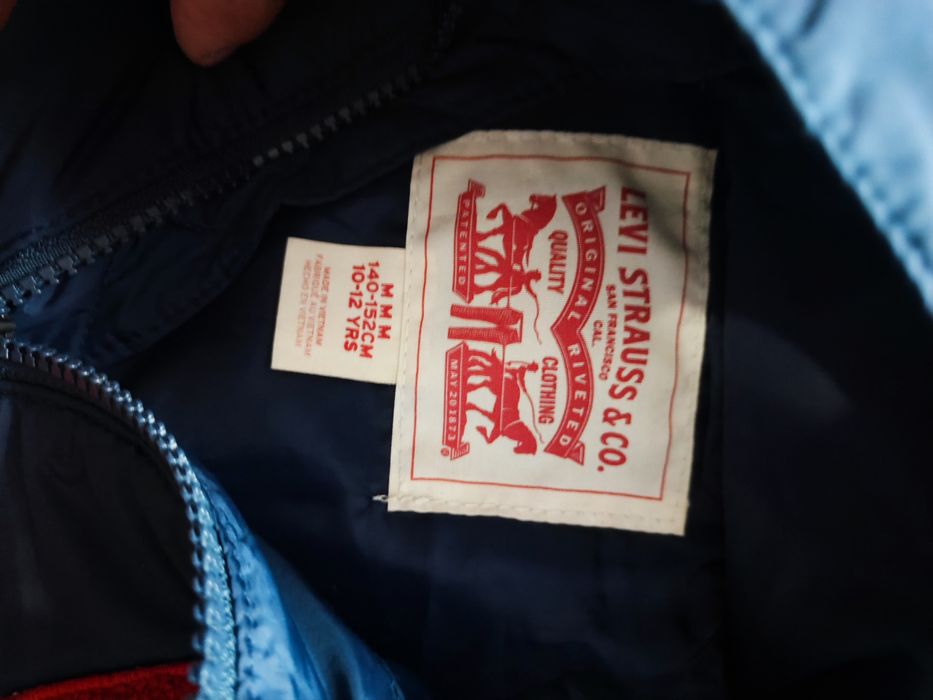 LEVI STRAUSS & CO.
SAN FRANCISCO
CAL.
ORIGINAL RIVETED
QUALITY CLOTHING
PATENTED MAY 20 1873
®
M M M
140-152CM
10-12 YRS
MADE IN VIETNAM
FABRIQUÉ AU VIETNAM
HECHO EN VIETNAM